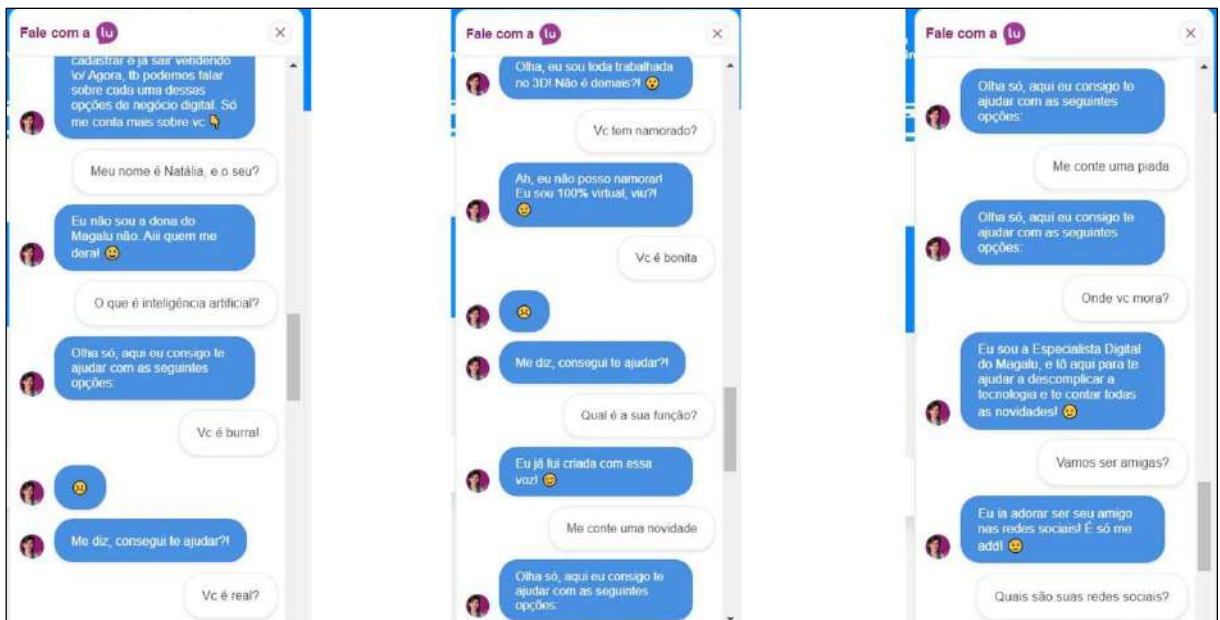 Fale com a lu
cadastrar e já sair vendendo
\o/ Agora, tb podemos falar
sobre cada uma dessas
opções de negócio digital. Só
me conta mais sobre vc
Meu nome é Natália, e o seu?
Eu não sou a dona do
Magalu não. Aiii quem me
dera!
O que é inteligência artificial?
Olha só, aqui eu consigo te
ajudar com as seguintes
opções:
Vc é burra!
Me diz, consegui te ajudar?!
Vc é real?
Fale com a lu
Olha, eu sou toda trabalhada
no 3D! Não é demais?!
Vc tem namorado?
Ah, eu não posso namorar!
Eu sou 100% virtual, viu?!
Vc é bonita
Me diz, consegui te ajudar?!
Qual é a sua função?
Eu já fui criada com essa
voz!
Me conte uma novidade
Olha só, aqui eu consigo te
ajudar com as seguintes
opções:
Fale com a lu
Olha só, aqui eu consigo te
ajudar com as seguintes
opções:
Me conte uma piada
Olha só, aqui eu consigo te
ajudar com as seguintes
opções:
Onde vc mora?
Eu sou a Especialista Digital
do Magalu, e tô aqui para te
ajudar a descomplicar a
tecnologia e te contar todas
as novidades!
Vamos ser amigas?
Eu ia adorar ser seu amigo
nas redes sociais! É só me
add!
Quais são suas redes sociais?